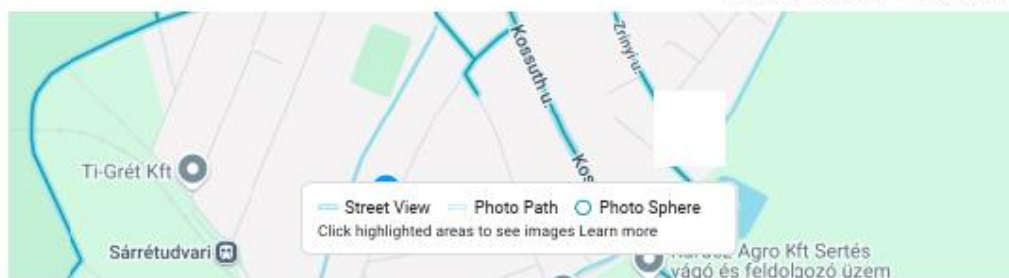 Kossuth u.
Zrínyi u.
Ti-Grét Kft
Kos
Street View Photo Path Photo Sphere
Click highlighted areas to see images Learn more
Sárrétudvari
Agro Kft Sertés
vágó és feldolgozó üzem